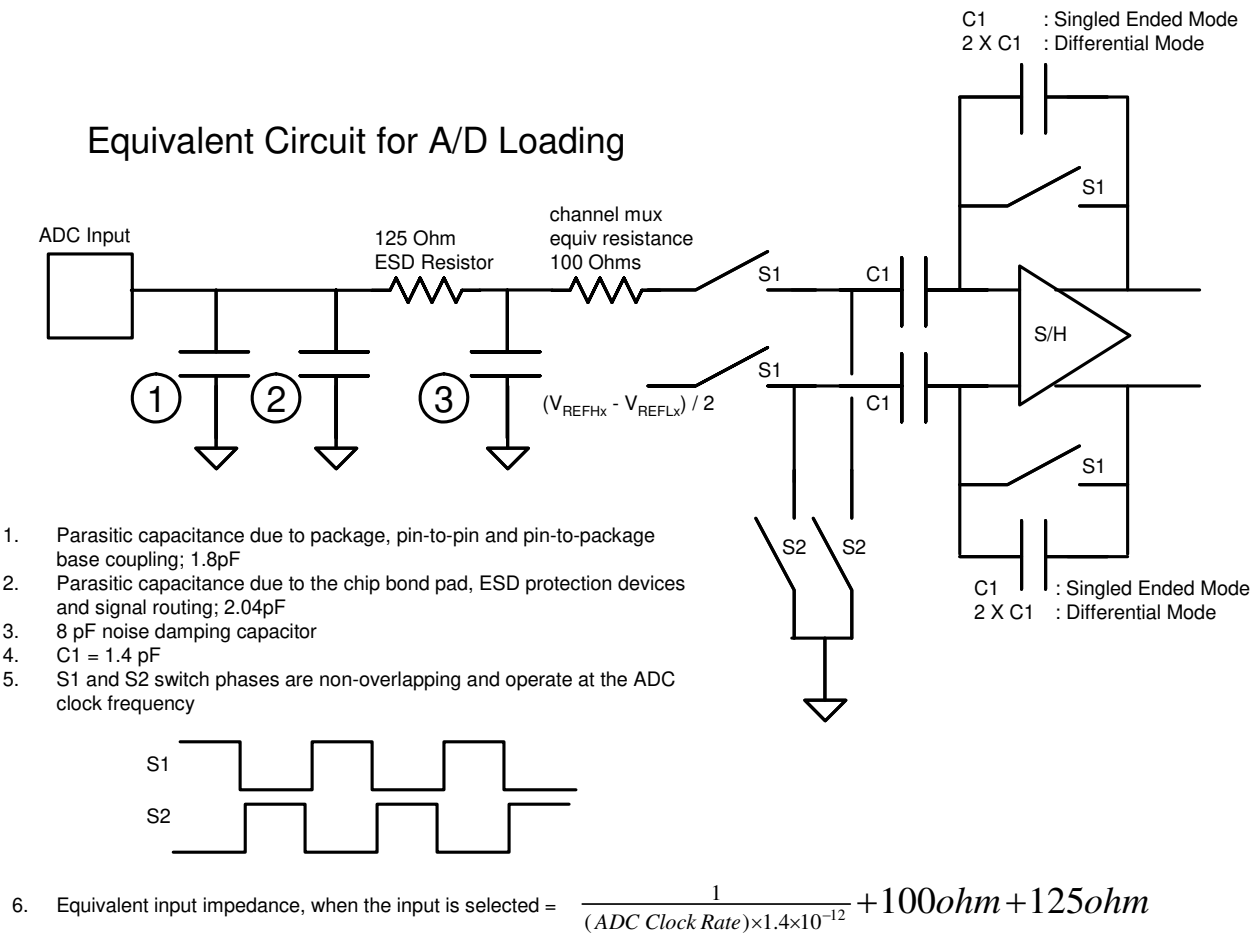 C1 : Singled Ended Mode
2 X C1 : Differential Mode
Equivalent Circuit for A/D Loading
S1
ADC Input
125 Ohm
ESD Resistor
channel mux
equiv resistance
100 Ohms
S1
C1
S/H
1
2
3
S1
(V_REFHx - V_REFLx) / 2
C1
S1
S2
S2
C1 : Singled Ended Mode
2 X C1 : Differential Mode
1. Parasitic capacitance due to package, pin-to-pin and pin-to-package
base coupling; 1.8pF
2. Parasitic capacitance due to the chip bond pad, ESD protection devices
and signal routing; 2.04pF
3. 8 pF noise damping capacitor
4. C1 = 1.4 pF
5. S1 and S2 switch phases are non-overlapping and operate at the ADC
clock frequency
S1
S2
6. Equivalent input impedance, when the input is selected = 1 / (ADC Clock Rate)×1.4×10^-12 +100ohm+125ohm